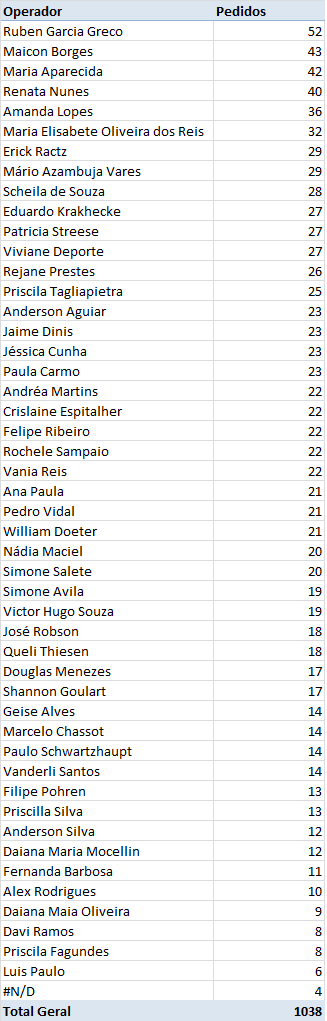 Operador Pedidos
Ruben Garcia Greco 52
Maicon Borges 43
Maria Aparecida 42
Renata Nunes 40
Amanda Lopes 36
Maria Elisabete Oliveira dos Reis 32
Erick Ractz 29
Mário Azambuja Vares 29
Scheila de Souza 28
Eduardo Krakhecke 27
Patricia Streese 27
Viviane Deporte 27
Rejane Prestes 26
Priscila Tagliapietra 25
Anderson Aguiar 23
Jaime Dinis 23
Jéssica Cunha 23
Paula Carmo 23
Andréa Martins 22
Crislaine Espitalher 22
Felipe Ribeiro 22
Rochele Sampaio 22
Vania Reis 22
Ana Paula 21
Pedro Vidal 21
William Doeter 21
Nádia Maciel 20
Simone Salete 20
Simone Avila 19
Victor Hugo Souza 19
José Robson 18
Queli Thiesen 18
Douglas Menezes 17
Shannon Goulart 17
Geise Alves 14
Marcelo Chassot 14
Paulo Schwartzhaupt 14
Vanderli Santos 14
Filipe Pohren 13
Priscilla Silva 13
Anderson Silva 12
Daiana Maria Mocellin 12
Fernanda Barbosa 11
Alex Rodrigues 10
Daiana Maia Oliveira 9
Davi Ramos 8
Priscila Fagundes 8
Luis Paulo 6
#N/D 4
Total Geral 1038